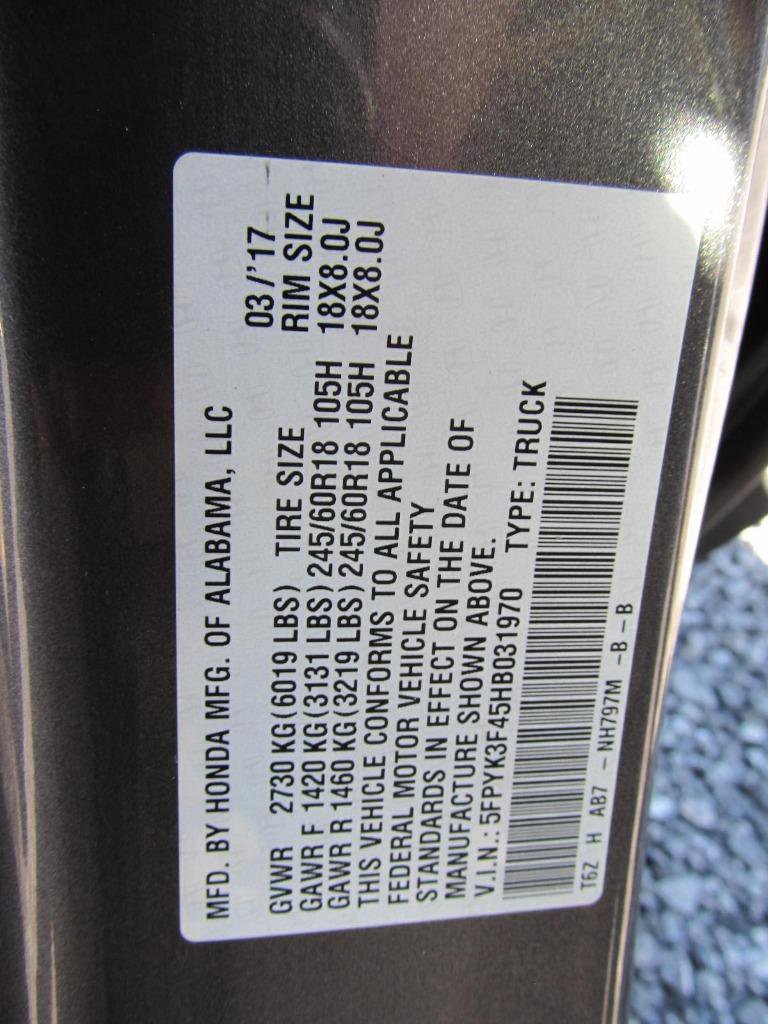 MFD. BY HONDA MFG. OF ALABAMA, LLC
03/'17
GVWR 2730 KG(6019 LBS) TIRE SIZE RIM SIZE
GAWR F 1420 KG(3131 LBS) 245/60R18 105H 18X8.0J
GAWR R 1460 KG(3219 LBS) 245/60R18 105H 18X8.0J
THIS VEHICLE CONFORMS TO ALL APPLICABLE
FEDERAL MOTOR VEHICLE SAFETY
STANDARDS IN EFFECT ON THE DATE OF
MANUFACTURE SHOWN ABOVE.
V.I.N.: 5FPYK3F45HB031970 TYPE: TRUCK
T6Z H AB7 - NH797M -B -B